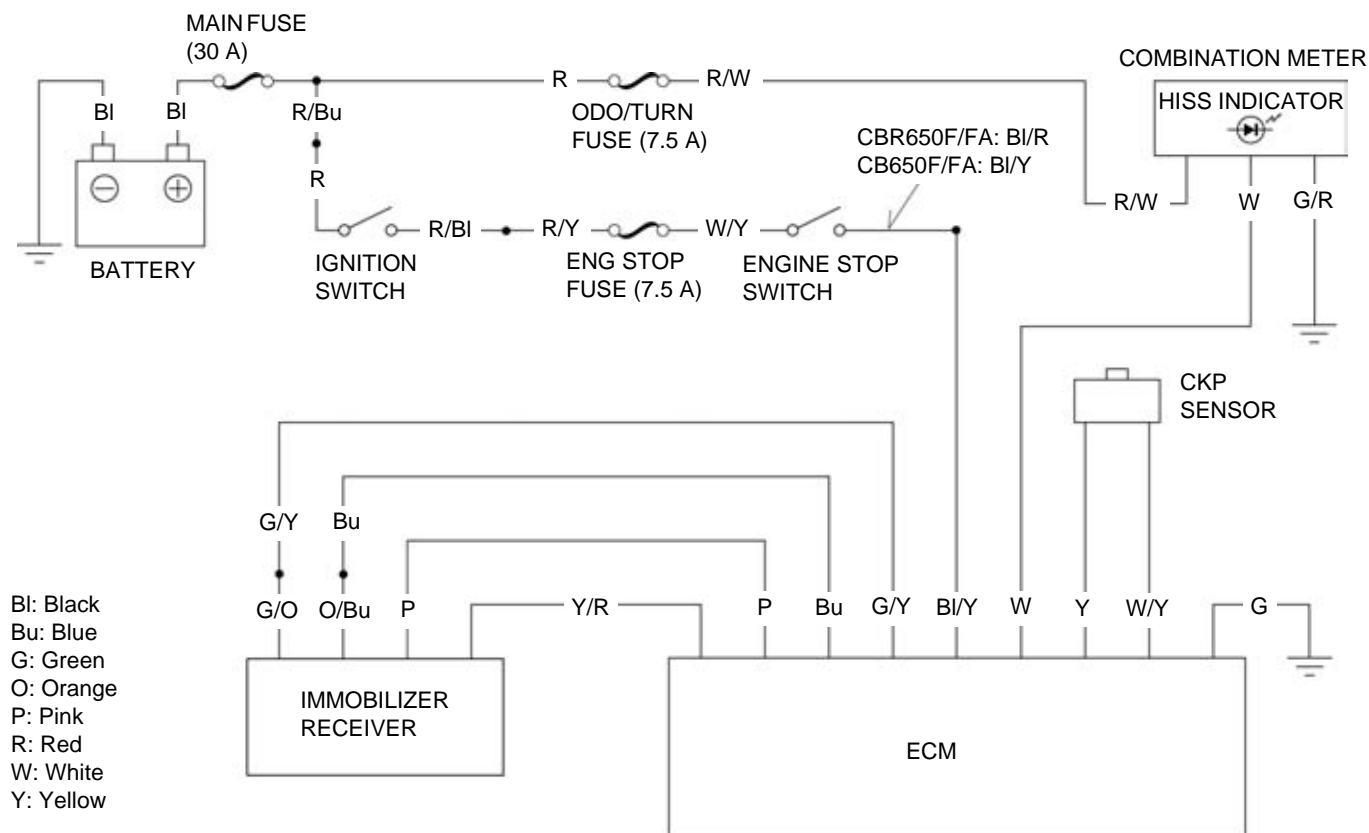 MAIN FUSE
(30 A)
COMBINATION METER
HISS INDICATOR
R
R/W
Bl
Bl
R/Bu
ODO/TURN
FUSE (7.5 A)
CBR650F/FA: Bl/R
CB650F/FA: Bl/Y
R
R/W
W
G/R
R/Bl
R/Y
W/Y
BATTERY
IGNITION
SWITCH
ENG STOP
FUSE (7.5 A)
ENGINE STOP
SWITCH
CKP
SENSOR
G/Y
Bu
G/O
O/Bu
P
Y/R
P
Bu
G/Y
Bl/Y
W
Y
W/Y
G
Bl: Black
Bu: Blue
G: Green
O: Orange
P: Pink
R: Red
W: White
Y: Yellow
IMMOBILIZER
RECEIVER
ECM